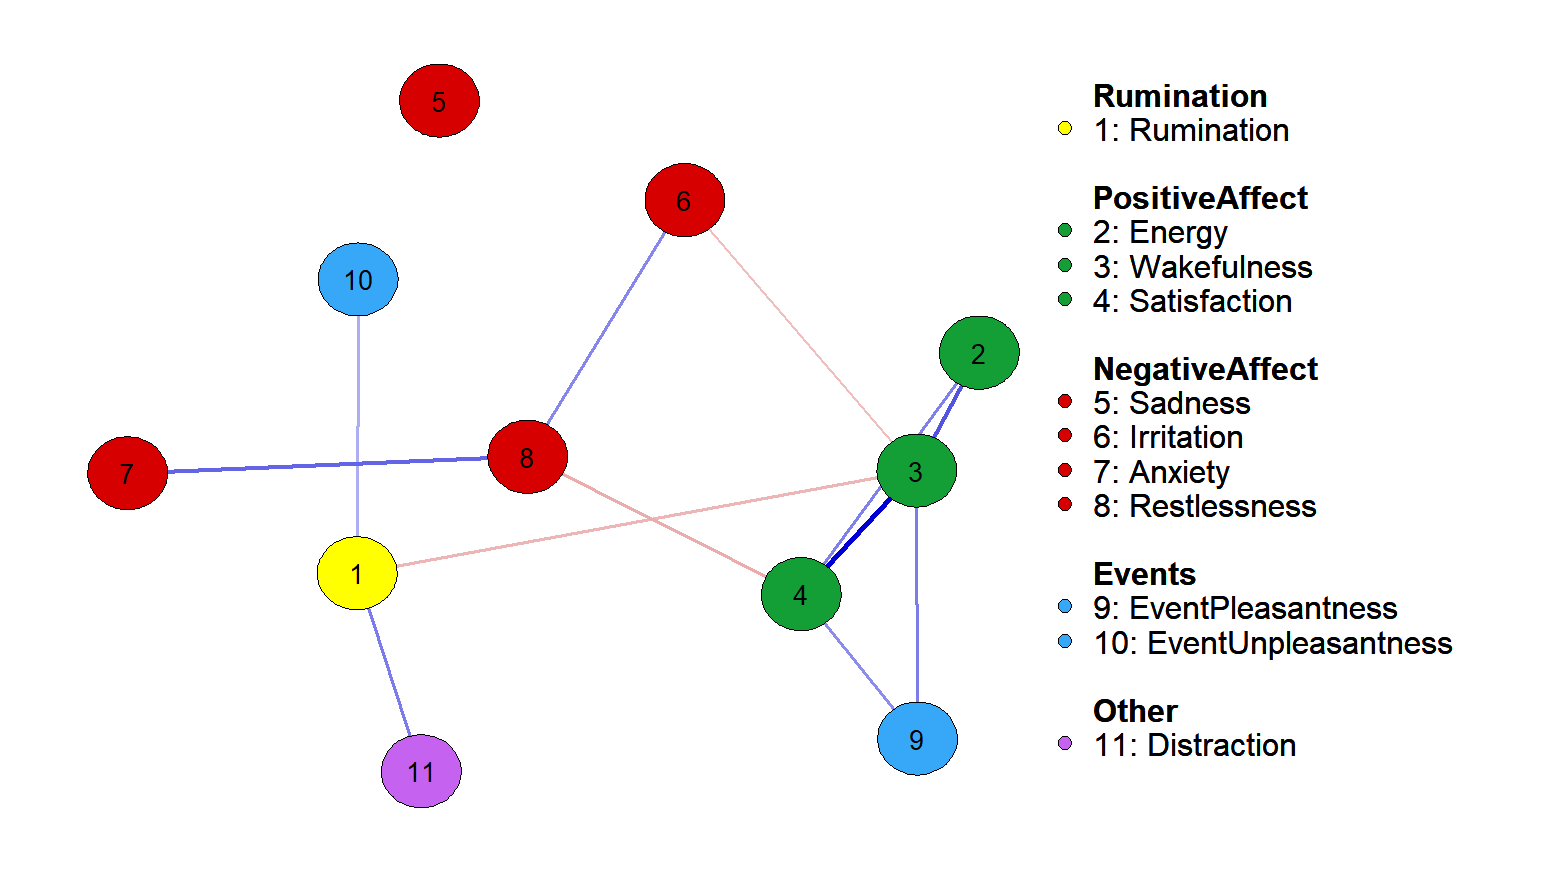 5
6
10
2
8
3
7
1
4
9
11
Rumination
1: Rumination
PositiveAffect
2: Energy
3: Wakefulness
4: Satisfaction
NegativeAffect
5: Sadness
6: Irritation
7: Anxiety
8: Restlessness
Events
9: EventPleasantness
10: EventUnpleasantness
Other
11: Distraction